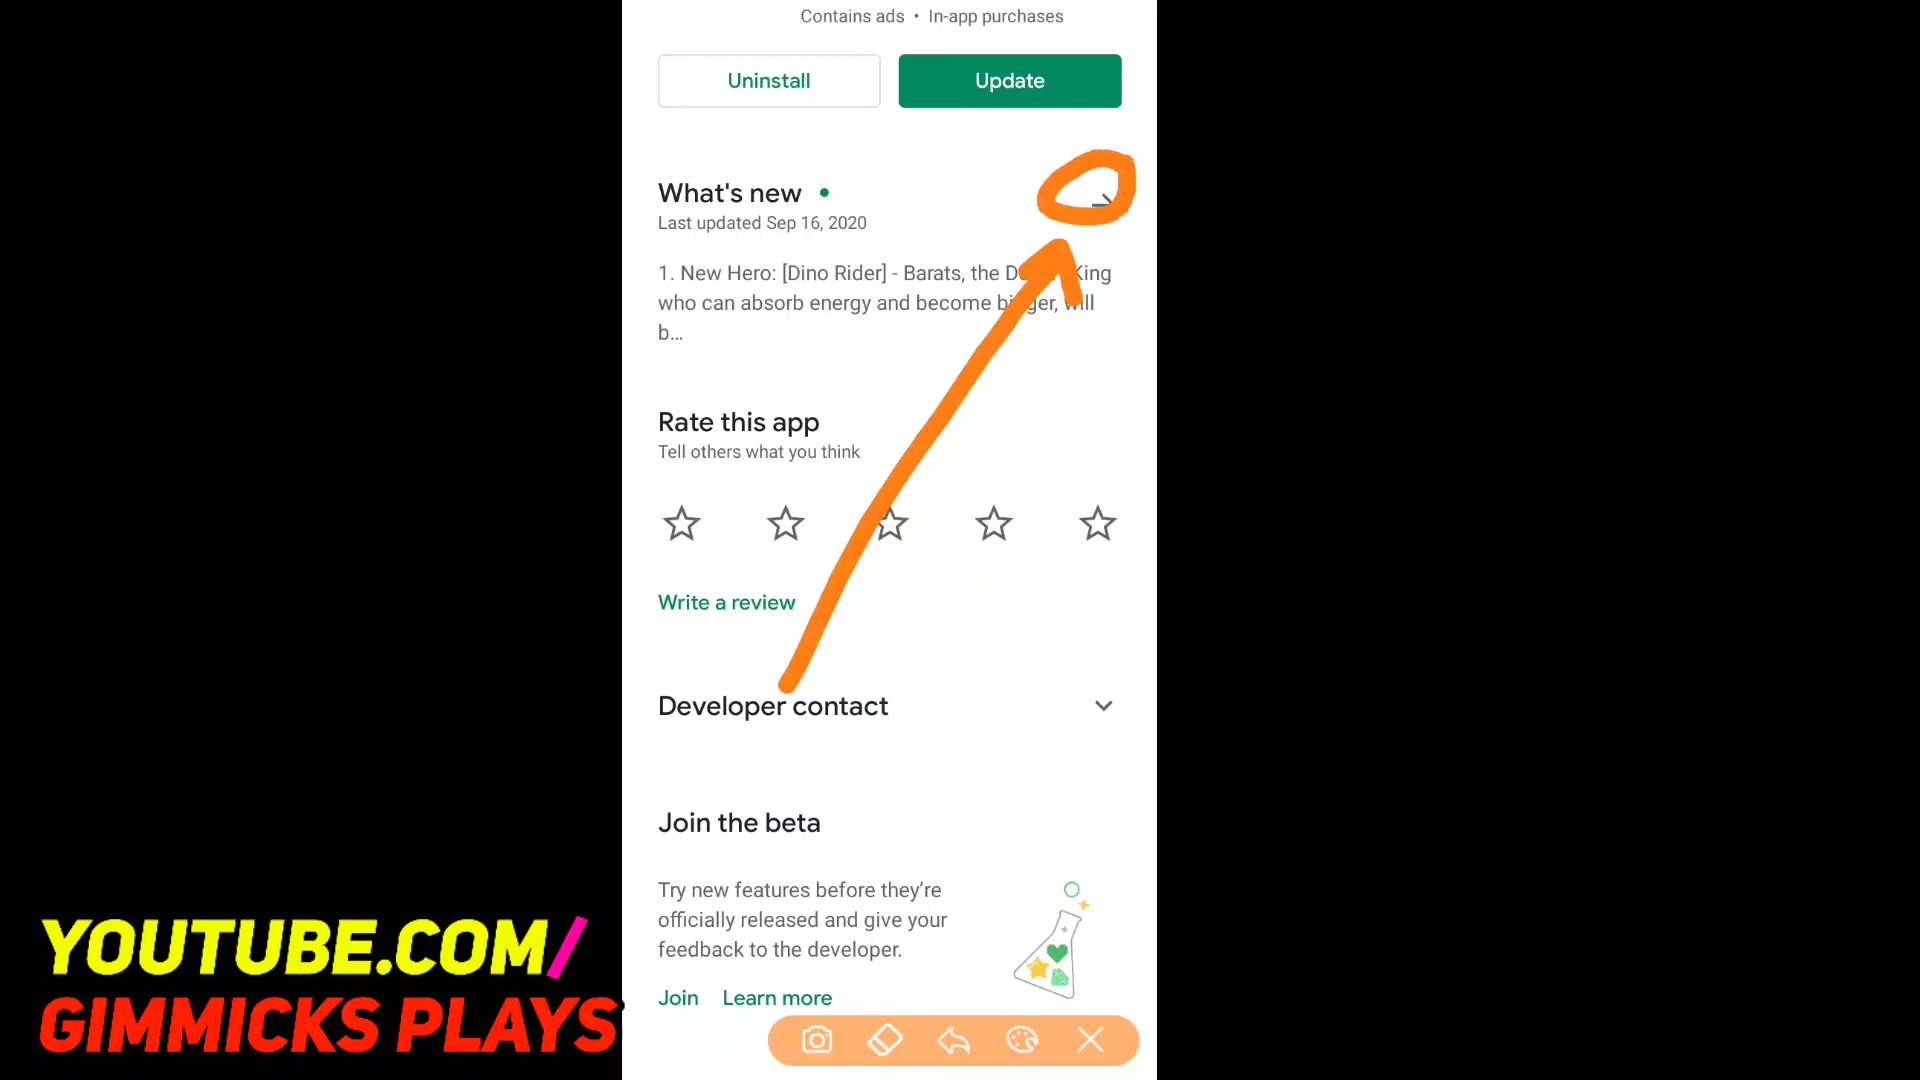 Contains ads • In-app purchases
Uninstall
Update
What's new
Last updated Sep 16, 2020
1. New Hero: [Dino Rider] - Barats, the King
who can absorb energy and become bigger, will
b...
Rate this app
Tell others what you think
Write a review
Developer contact
Join the beta
Try new features before they’re
officially released and give your
feedback to the developer.
Join Learn more
YOUTUBE.COM/
GIMMICKS PLAYS